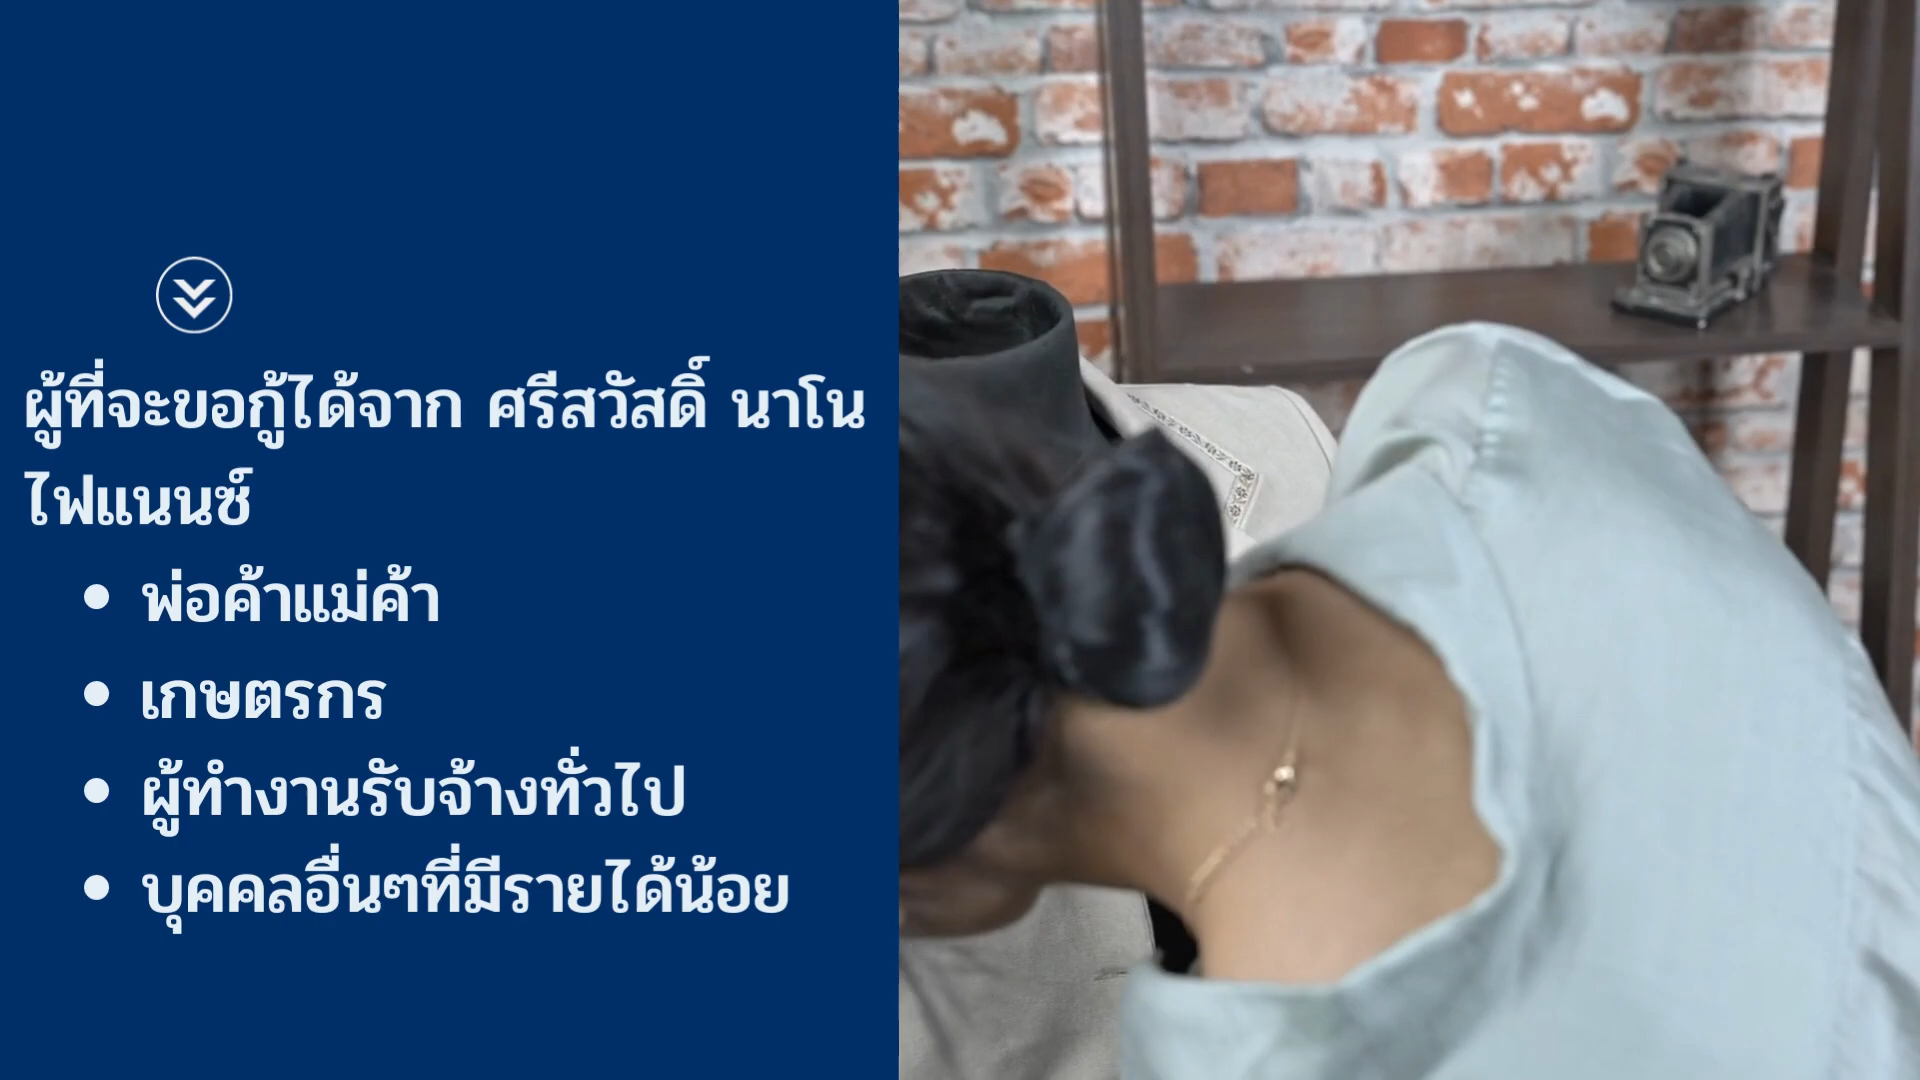 ผู้ที่จะขอกู้ได้จาก ศรีสวัสดิ์ นาโน
ไฟแนนซ์
• พ่อค้าแม่ค้า
• เกษตรกร
• ผู้ทำงานรับจ้างทั่วไป
• บุคคลอื่นๆที่มีรายได้น้อย